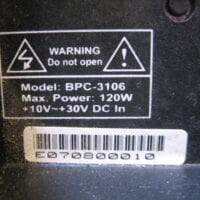 WARNING
Do not open !
Model: BPC-3106
Max. Power: 120W
+10V~+30V DC In
E070800010